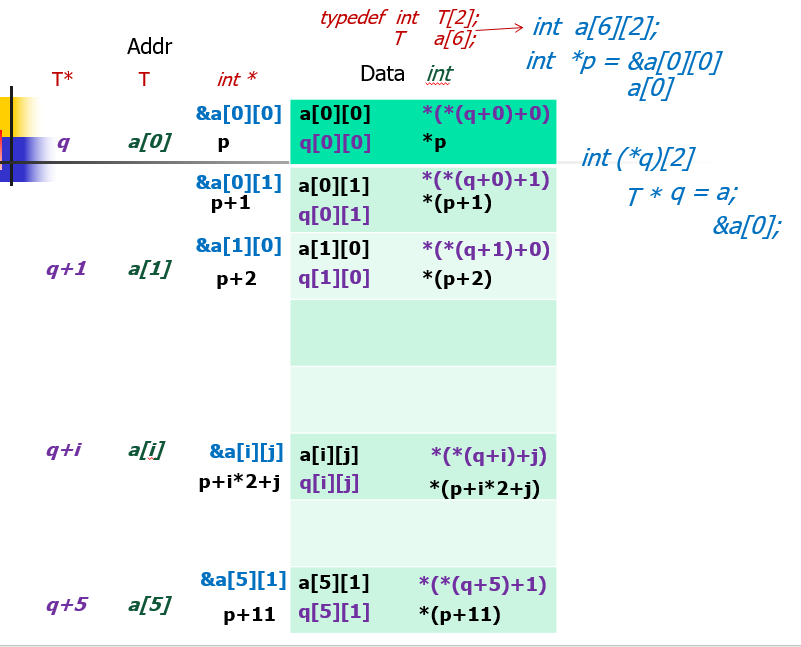 typedef int T[2];
T a[6];
int a[6][2];
int *p = &a[0][0]
a[0]
Addr
T* T int * Data int
&a[0][0] a[0][0] *(*(q+0)+0)
q a[0] p q[0][0] *p
int (*q)[2]
&a[0][1] a[0][1] *(*(q+0)+1)
p+1 q[0][1] *(p+1)
T * q = a;
&a[0];
&a[1][0] a[1][0] *(*(q+1)+0)
q+1 a[1] p+2 q[1][0] *(p+2)
q+i a[i] &a[i][j] a[i][j] *(*(q+i)+j)
p+i*2+j q[i][j] *(p+i*2+j)
&a[5][1] a[5][1] *(*(q+5)+1)
q+5 a[5] p+11 q[5][1] *(p+11)